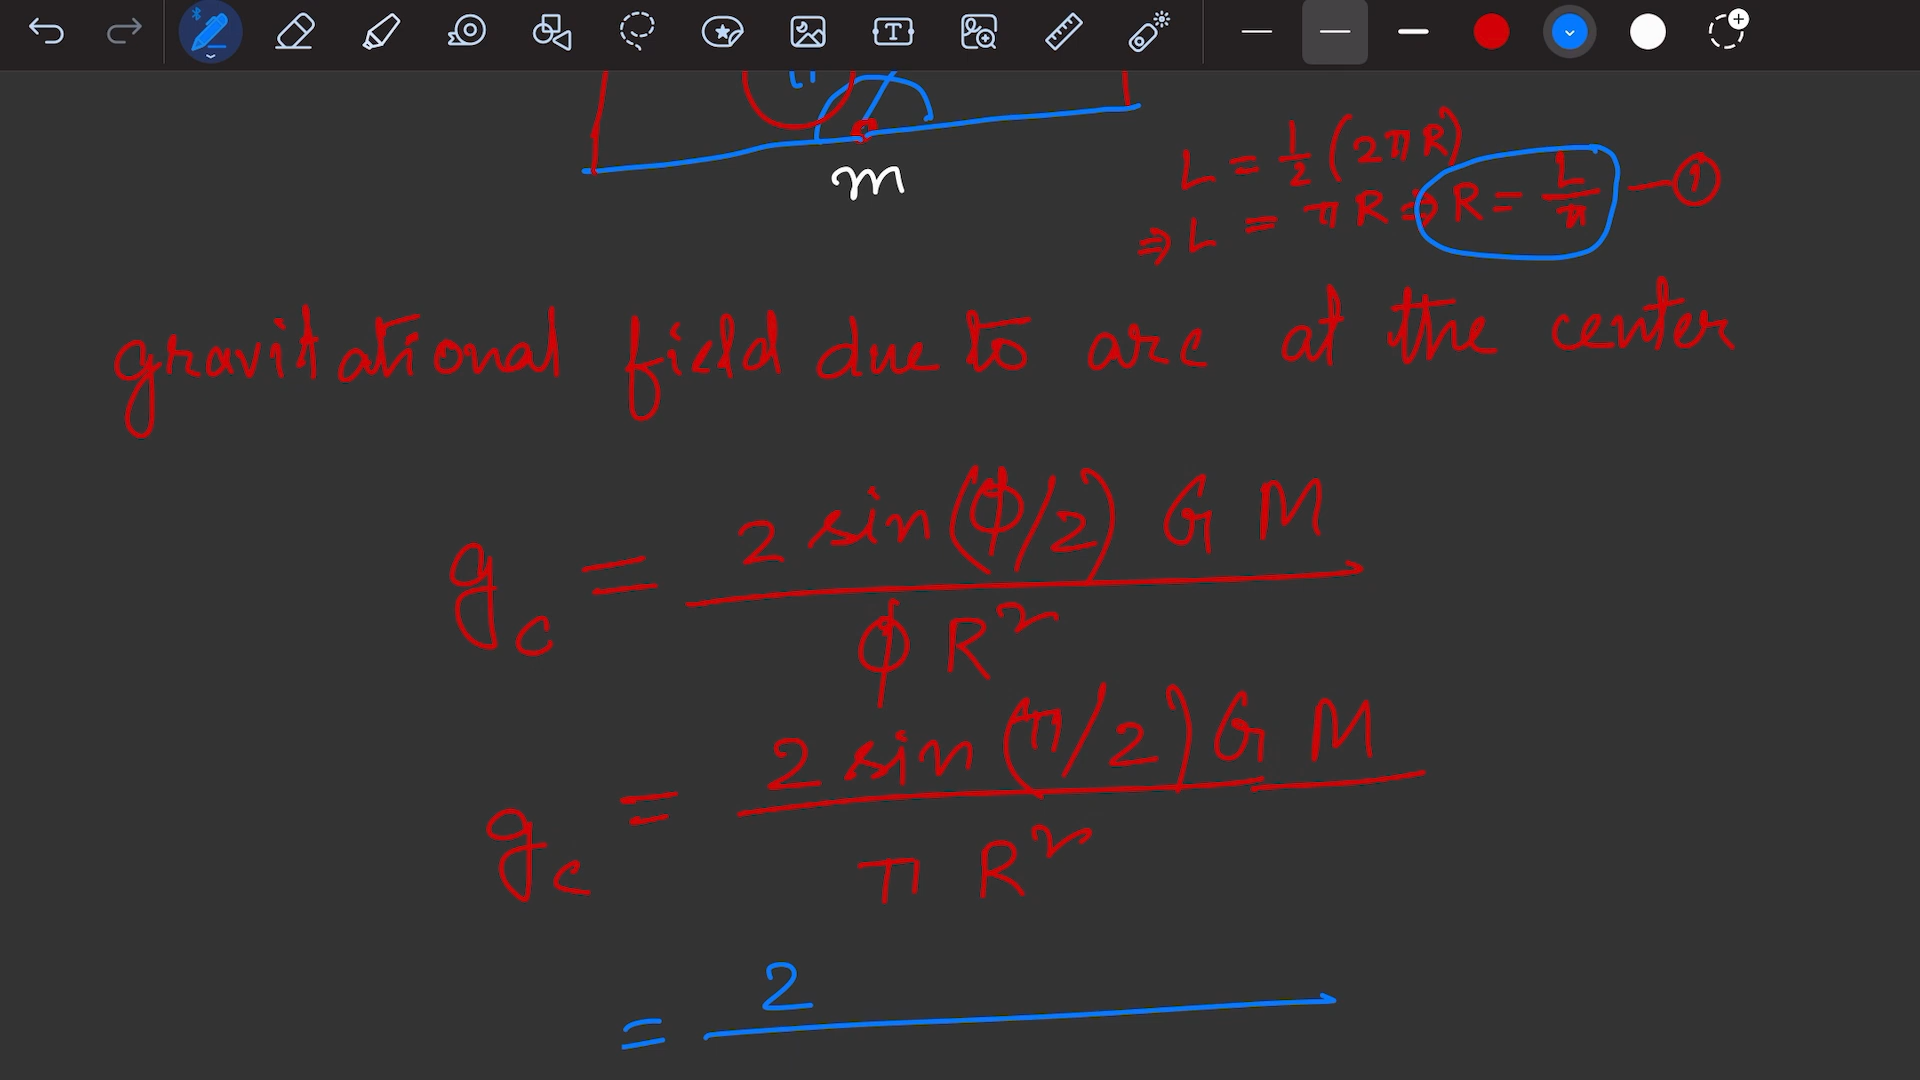 m
L = 1/2 (2πR)
⇒ L = πR ⇒ R = L/π —①
gravitational field due to arc at the center
g_c = 2 sin(ϕ/2) G M / ϕ R²
g_c = 2 sin(π/2) G M / π R²
= 2